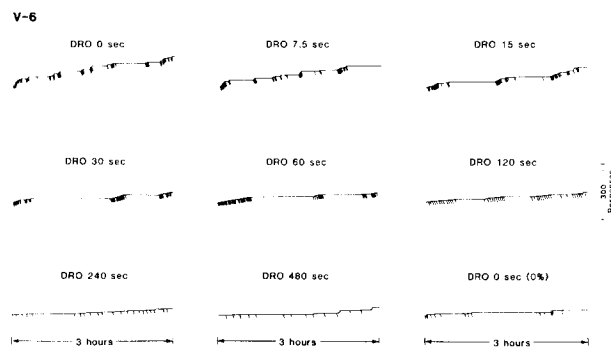 V-6
DRO 0 sec
DRO 7.5 sec
DRO 15 sec
DRO 30 sec
DRO 60 sec
DRO 120 sec
300
Responses
DRO 240 sec
DRO 480 sec
DRO 0 sec (0%)
3 hours
3 hours
3 hours